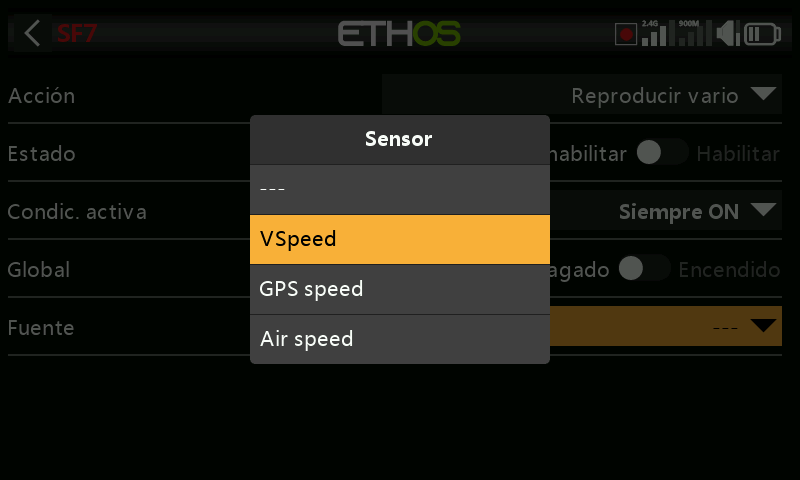 SF7
ETHOS
2.4G
900M
Acción
Reproducir vario
Estado
habilitar
Habilitar
Condic. activa
Siempre ON
Global
agado
Encendido
Fuente
---
Sensor
---
VSpeed
GPS speed
Air speed